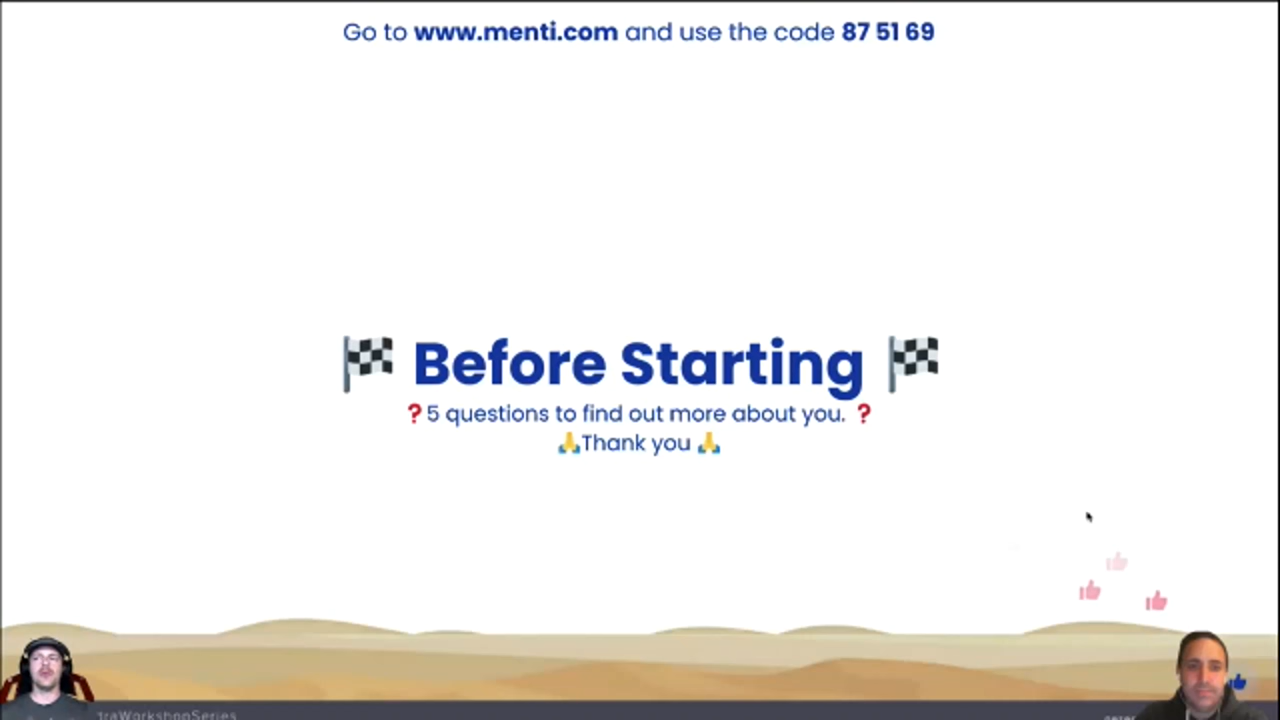 Go to www.menti.com and use the code 87 51 69
🏁 Before Starting 🏁
❓5 questions to find out more about you. ❓
🙏Thank you 🙏
raWorkshopSeries